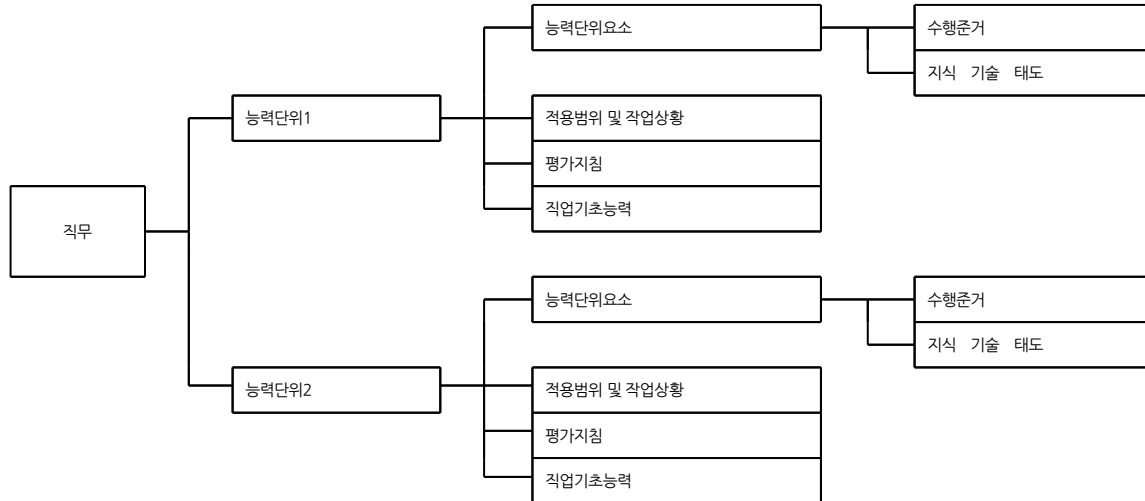 능력단위요소
수행준거
지식 기술 태도
능력단위1
적용범위 및 작업상황
평가지침
직업기초능력
직무
능력단위요소
수행준거
지식 기술 태도
능력단위2
적용범위 및 작업상황
평가지침
직업기초능력